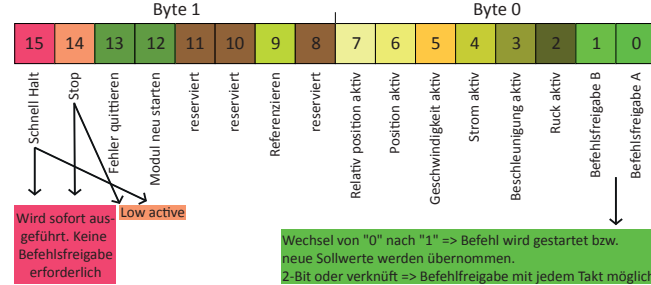 Byte 1 Byte 0
15 14 13 12 11 10 9 8 7 6 5 4 3 2 1 0
Schnell Halt
Stop
Fehler quittieren
Modul neu starten
reserviert
reserviert
Referenzieren
reserviert
Relativ position aktiv
Position aktiv
Geschwindigkeit aktiv
Strom aktiv
Beschleunigung aktiv
Ruck aktiv
Befehlsfreigabe B
Befehlsfreigabe A
Low active
Wird sofort aus-
geführt. Keine
Befehlsfreigabe
erforderlich
Wechsel von "0" nach "1" => Befehl wird gestartet bzw.
neue Sollwerte werden übernommen.
2-Bit oder verknüft => Befehlfreigabe mit jedem Takt möglich